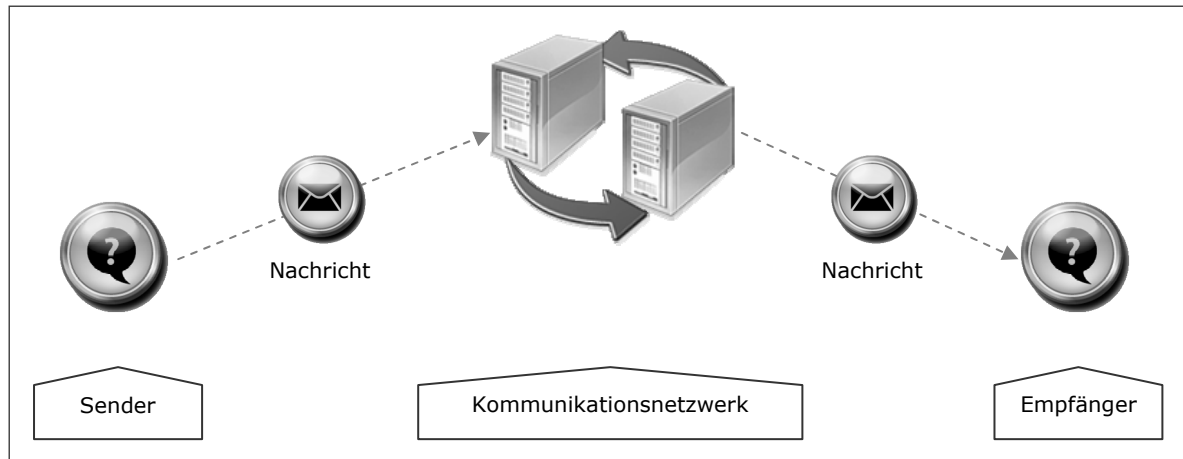 Nachricht
Nachricht
Sender
Kommunikationsnetzwerk
Empfänger